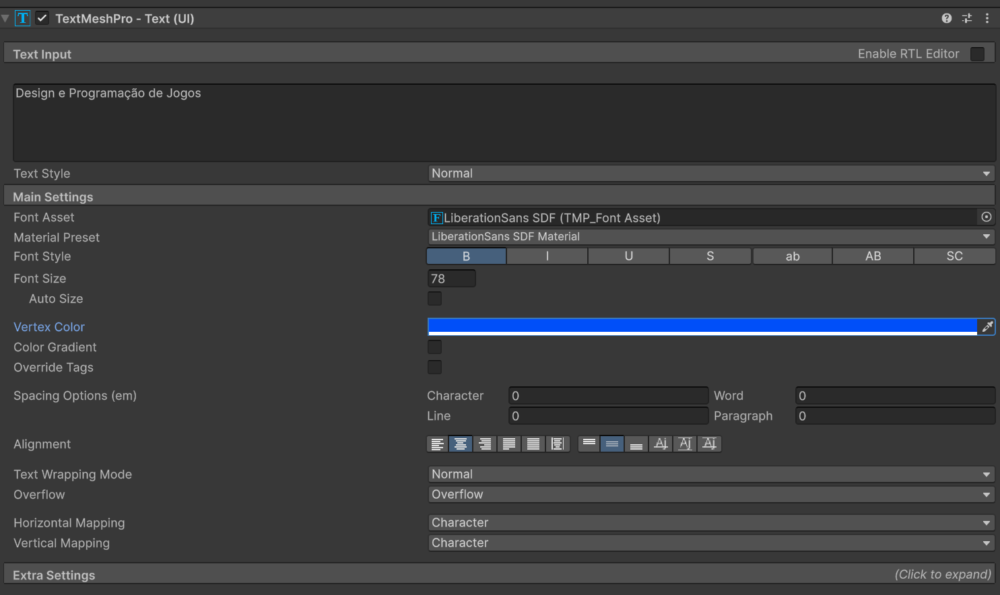 TextMeshPro - Text (UI)
Text Input Enable RTL Editor
Design e Programação de Jogos
Text Style Normal
Main Settings
Font Asset LiberationSans SDF (TMP_Font Asset)
Material Preset LiberationSans SDF Material
Font Style B I U S ab AB SC
Font Size 78
Auto Size
Vertex Color
Color Gradient
Override Tags
Spacing Options (em) Character 0 Word 0
Line 0 Paragraph 0
Alignment
Text Wrapping Mode Normal
Overflow Overflow
Horizontal Mapping Character
Vertical Mapping Character
Extra Settings (Click to expand)